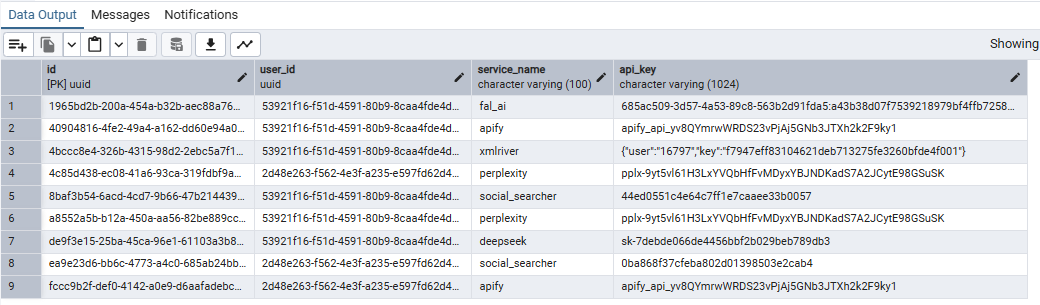 Data Output Messages Notifications
Showing
id user_id service_name api_key
[PK] uuid uuid character varying (100) character varying (1024)
1 1965bd2b-200a-454a-b32b-aec88a76... 53921f16-f51d-4591-80b9-8caa4fde4d... fal_ai 685ac509-3d57-4a53-89c8-563b2d91fda5:a43b38d07f7539218979bf4ffb7258...
2 40904816-4fe2-49a4-a162-dd60e94a0... 53921f16-f51d-4591-80b9-8caa4fde4d... apify apify_api_yv8QYmrwWRDS23vPjAj5GNb3JTXh2k2F9ky1
3 4bccc8e4-326b-4315-98d2-2ebc5a7f1... 53921f16-f51d-4591-80b9-8caa4fde4d... xmlriver {"user":"16797","key":"f7947eff83104621deb713275fe3260bfde4f001"}
4 4c85d438-ec08-41a6-93ca-319fdbf9a... 2d48e263-f562-4e3f-a235-e597fd62d4... perplexity 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
5 8baf3b54-6acd-4cd7-9b66-47b214439... 53921f16-f51d-4591-80b9-8caa4fde4d... social_searcher 44ed0551c4e64c7ff1e7caaee33b0057
6 a8552a5b-b12a-450a-aa56-82be889cc... 53921f16-f51d-4591-80b9-8caa4fde4d... perplexity 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
7 de9f3e15-25ba-45ca-96e1-61103a3b8... 53921f16-f51d-4591-80b9-8caa4fde4d... deepseek sk-7debde066de4456bbf2b029beb789db3
8 ea9e23d6-bb6c-4773-a4c0-685ab24bb... 2d48e263-f562-4e3f-a235-e597fd62d4... social_searcher 0ba868f37cfeba802d01398503e2cab4
9 fccc9b2f-def0-4142-a0e9-d6aafadebc... 2d48e263-f562-4e3f-a235-e597fd62d4... apify apify_api_yv8QYmrwWRDS23vPjAj5GNb3JTXh2k2F9ky1